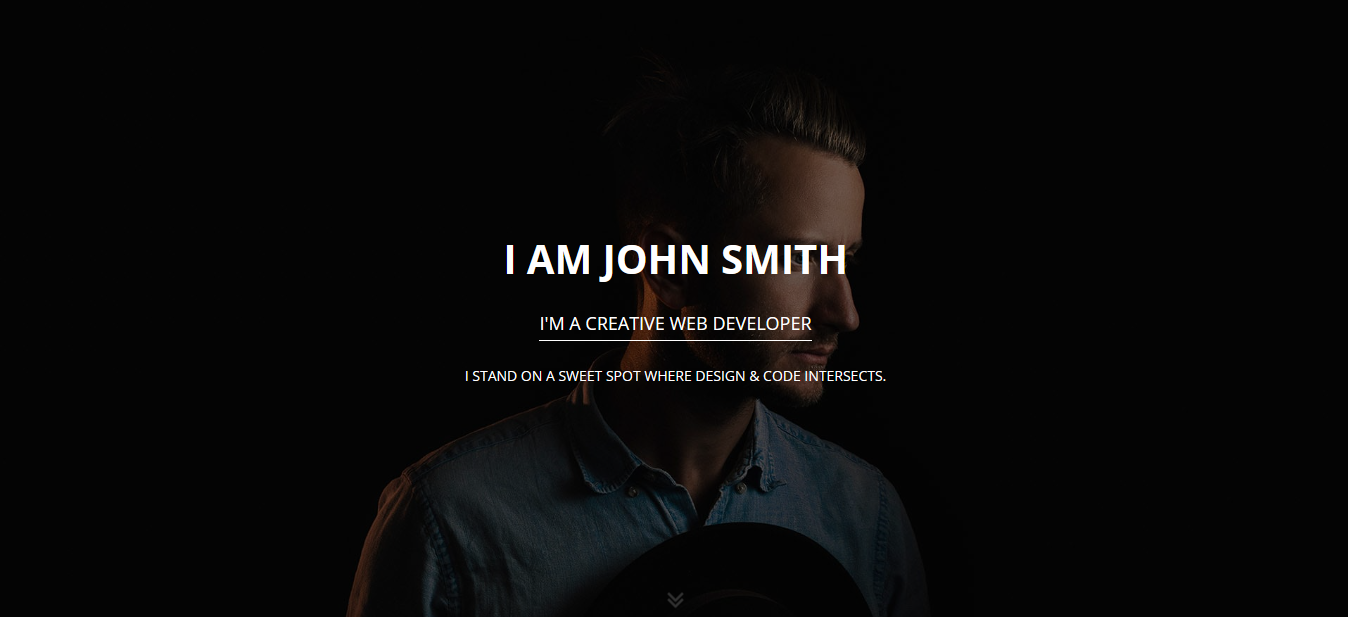 I AM JOHN SMITH
I'M A CREATIVE WEB DEVELOPER
I STAND ON A SWEET SPOT WHERE DESIGN & CODE INTERSECTS.